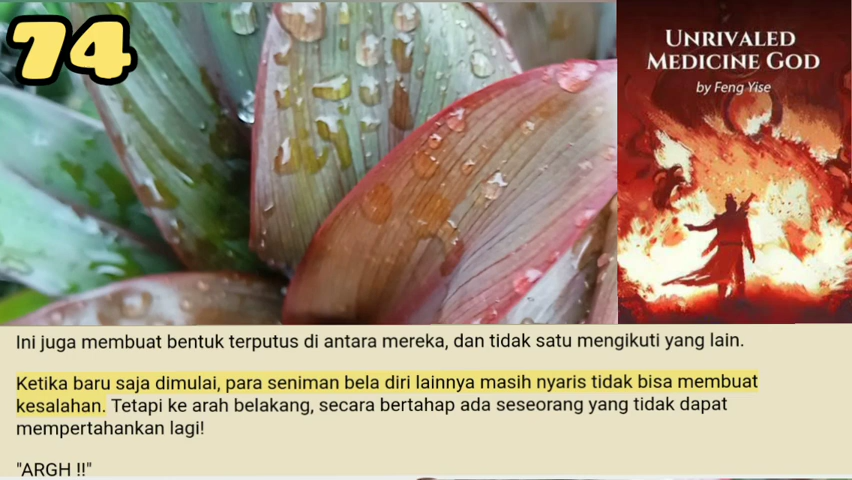 74
UNRIVALED
MEDICINE GOD
by Feng Yise
Ini juga membuat bentuk terputus di antara mereka, dan tidak satu mengikuti yang lain.
Ketika baru saja dimulai, para seniman bela diri lainnya masih nyaris tidak bisa membuat
kesalahan. Tetapi ke arah belakang, secara bertahap ada seseorang yang tidak dapat
mempertahankan lagi!
"ARGH !!"